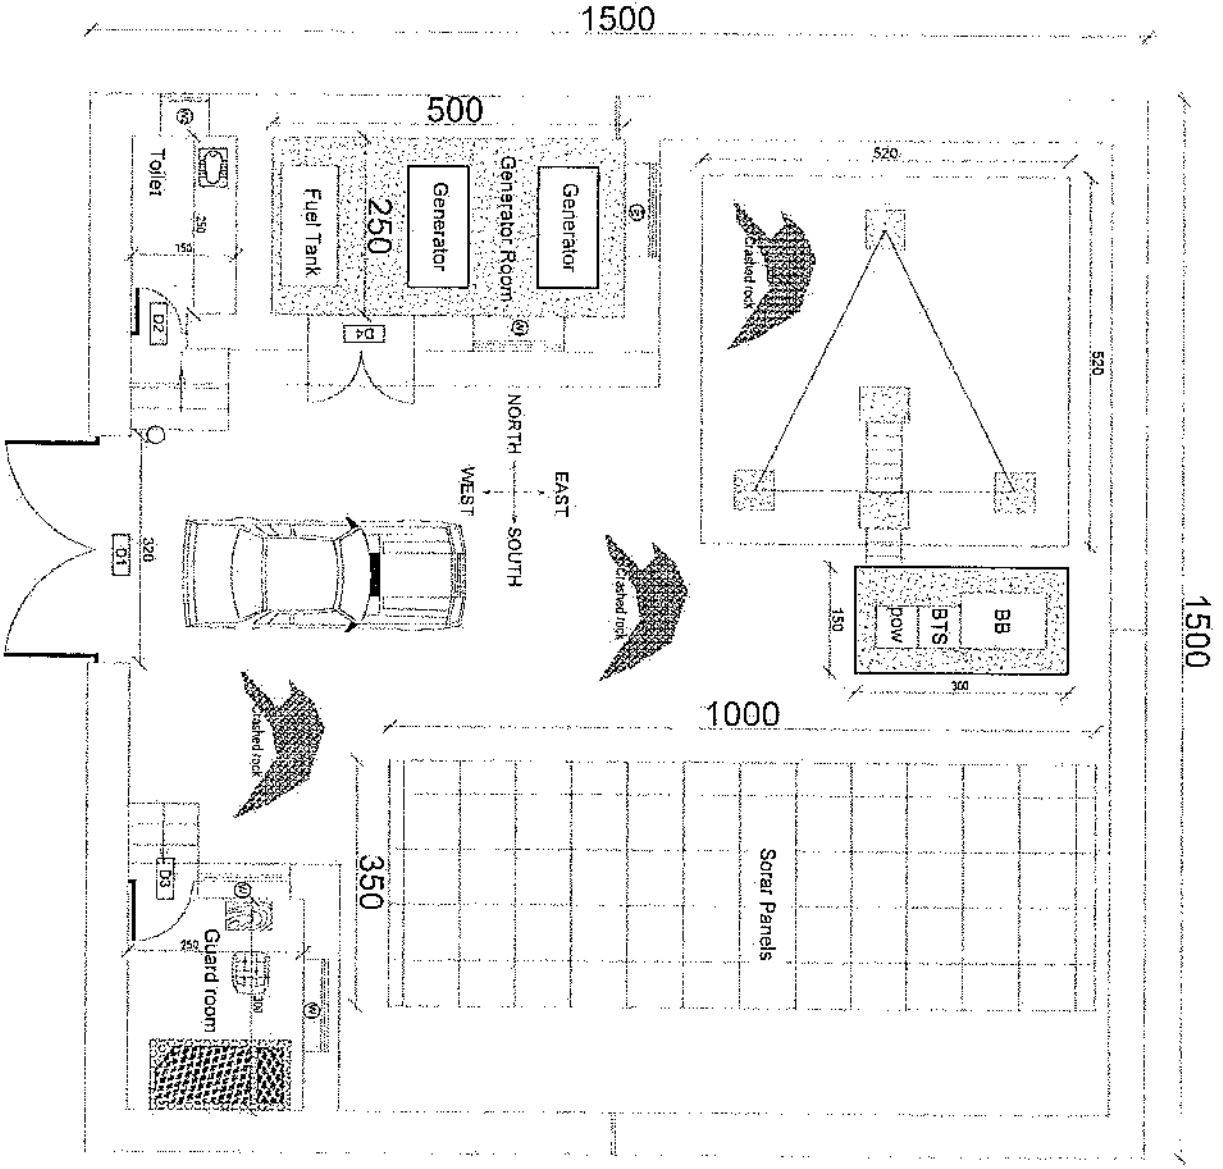 1500
500
Toilet
W
250
150
D2
Fuel Tank
250
Generator
Generator Room
Generator
D4
W
520
520
Crashed rock
NORTH
WEST
EAST
SOUTH
D1
320
Crashed rock
150
pow
BTS
BB
300
1500
1000
Crashed rock
350
Sorar Panels
D3
W
250
Guard room
300
W